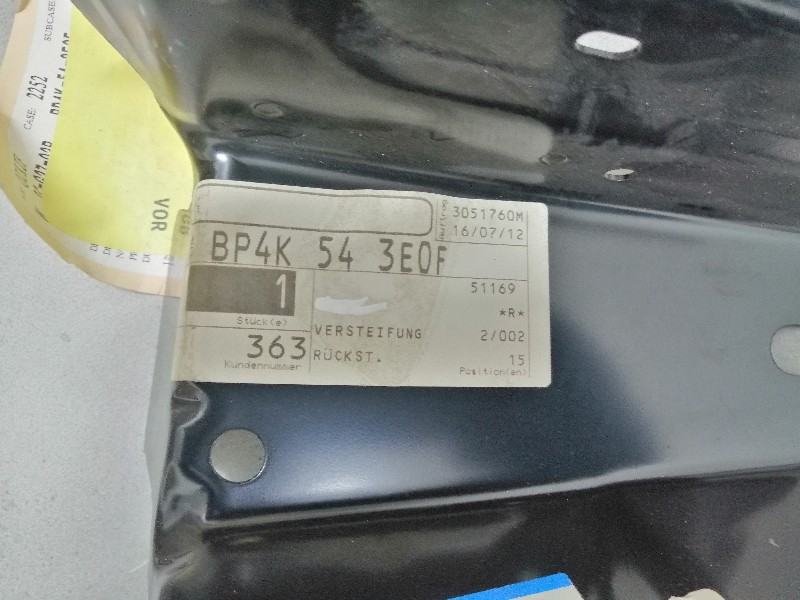 SUBCASE:
CASE: 2252
VOR
Auftrag
3051760M
16/07/12
BP4K 54 3E0F
1
51169
Stück(e)
*R*
VERSTEIFUNG
2/002
363
RÜCKST.
15
Kundennummer
Position(en)